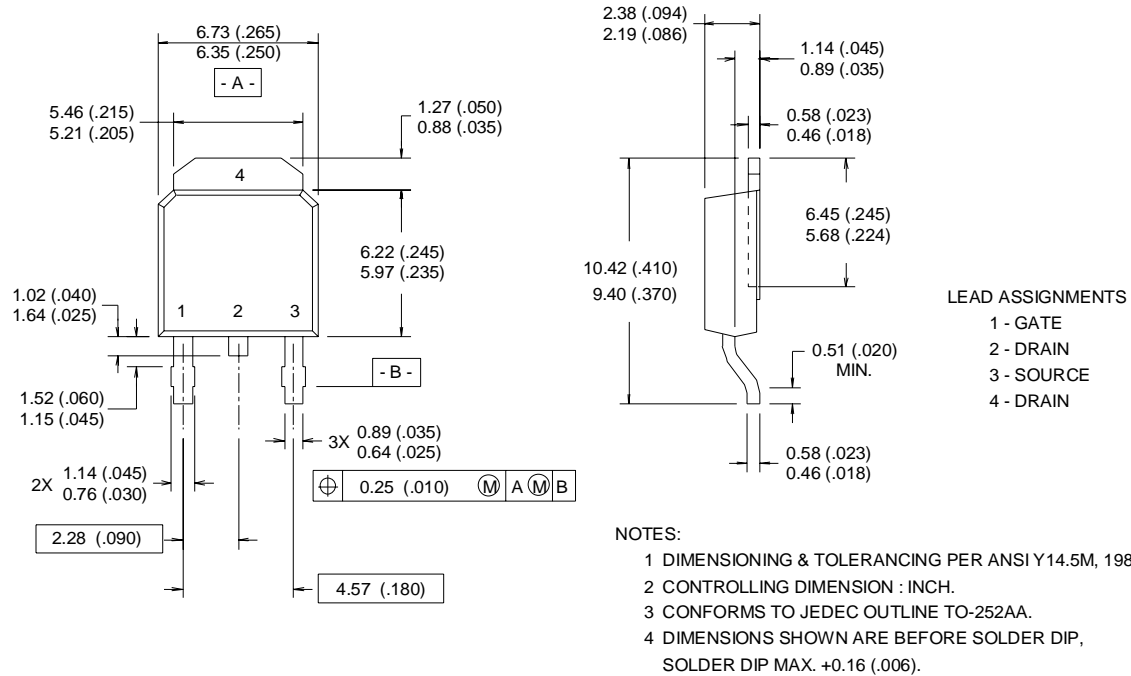 6.73 (.265)
6.35 (.250)
- A -
5.46 (.215)
5.21 (.205)
1.27 (.050)
0.88 (.035)
4
6.22 (.245)
5.97 (.235)
1.02 (.040)
1.64 (.025)
1 2 3
- B -
1.52 (.060)
1.15 (.045)
3X 0.89 (.035)
0.64 (.025)
2X 1.14 (.045)
0.76 (.030)
⌖ 0.25 (.010) Ⓜ A Ⓜ B
2.28 (.090)
4.57 (.180)
2.38 (.094)
2.19 (.086)
1.14 (.045)
0.89 (.035)
0.58 (.023)
0.46 (.018)
6.45 (.245)
5.68 (.224)
10.42 (.410)
9.40 (.370)
0.51 (.020)
MIN.
0.58 (.023)
0.46 (.018)
LEAD ASSIGNMENTS
1 - GATE
2 - DRAIN
3 - SOURCE
4 - DRAIN
NOTES:
1 DIMENSIONING & TOLERANCING PER ANSI Y14.5M, 198
2 CONTROLLING DIMENSION : INCH.
3 CONFORMS TO JEDEC OUTLINE TO-252AA.
4 DIMENSIONS SHOWN ARE BEFORE SOLDER DIP,
SOLDER DIP MAX. +0.16 (.006).